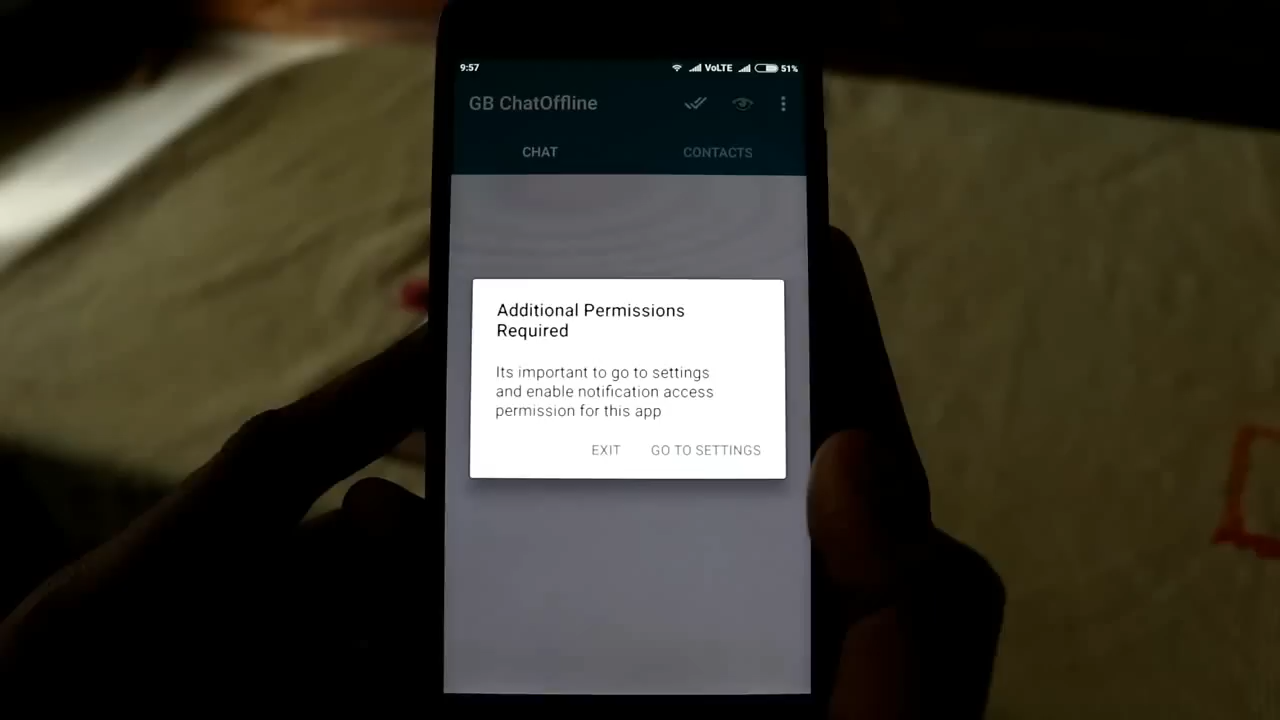 9:57 VoLTE 51%
GB ChatOffline
CHAT CONTACTS
Additional Permissions
Required
Its important to go to settings
and enable notification access
permission for this app
EXIT GO TO SETTINGS